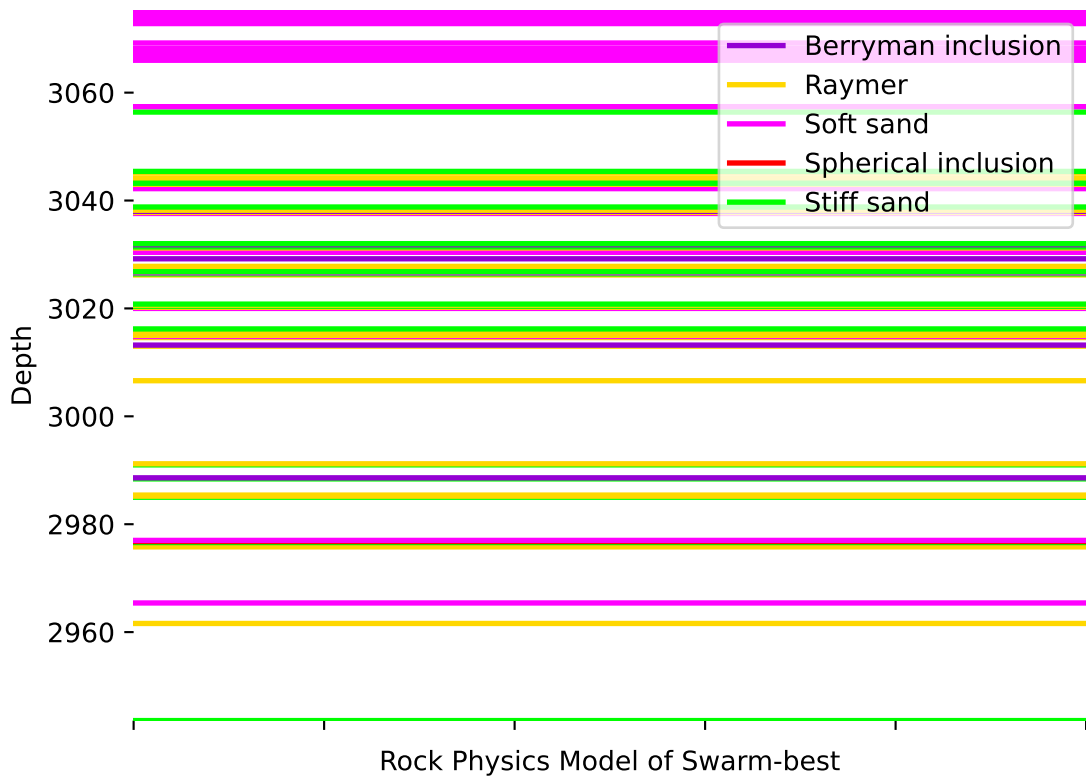 Berryman inclusion
Raymer
Soft sand
Spherical inclusion
Stiff sand
3060
3040
3020
3000
2980
2960
Depth
Rock Physics Model of Swarm-best